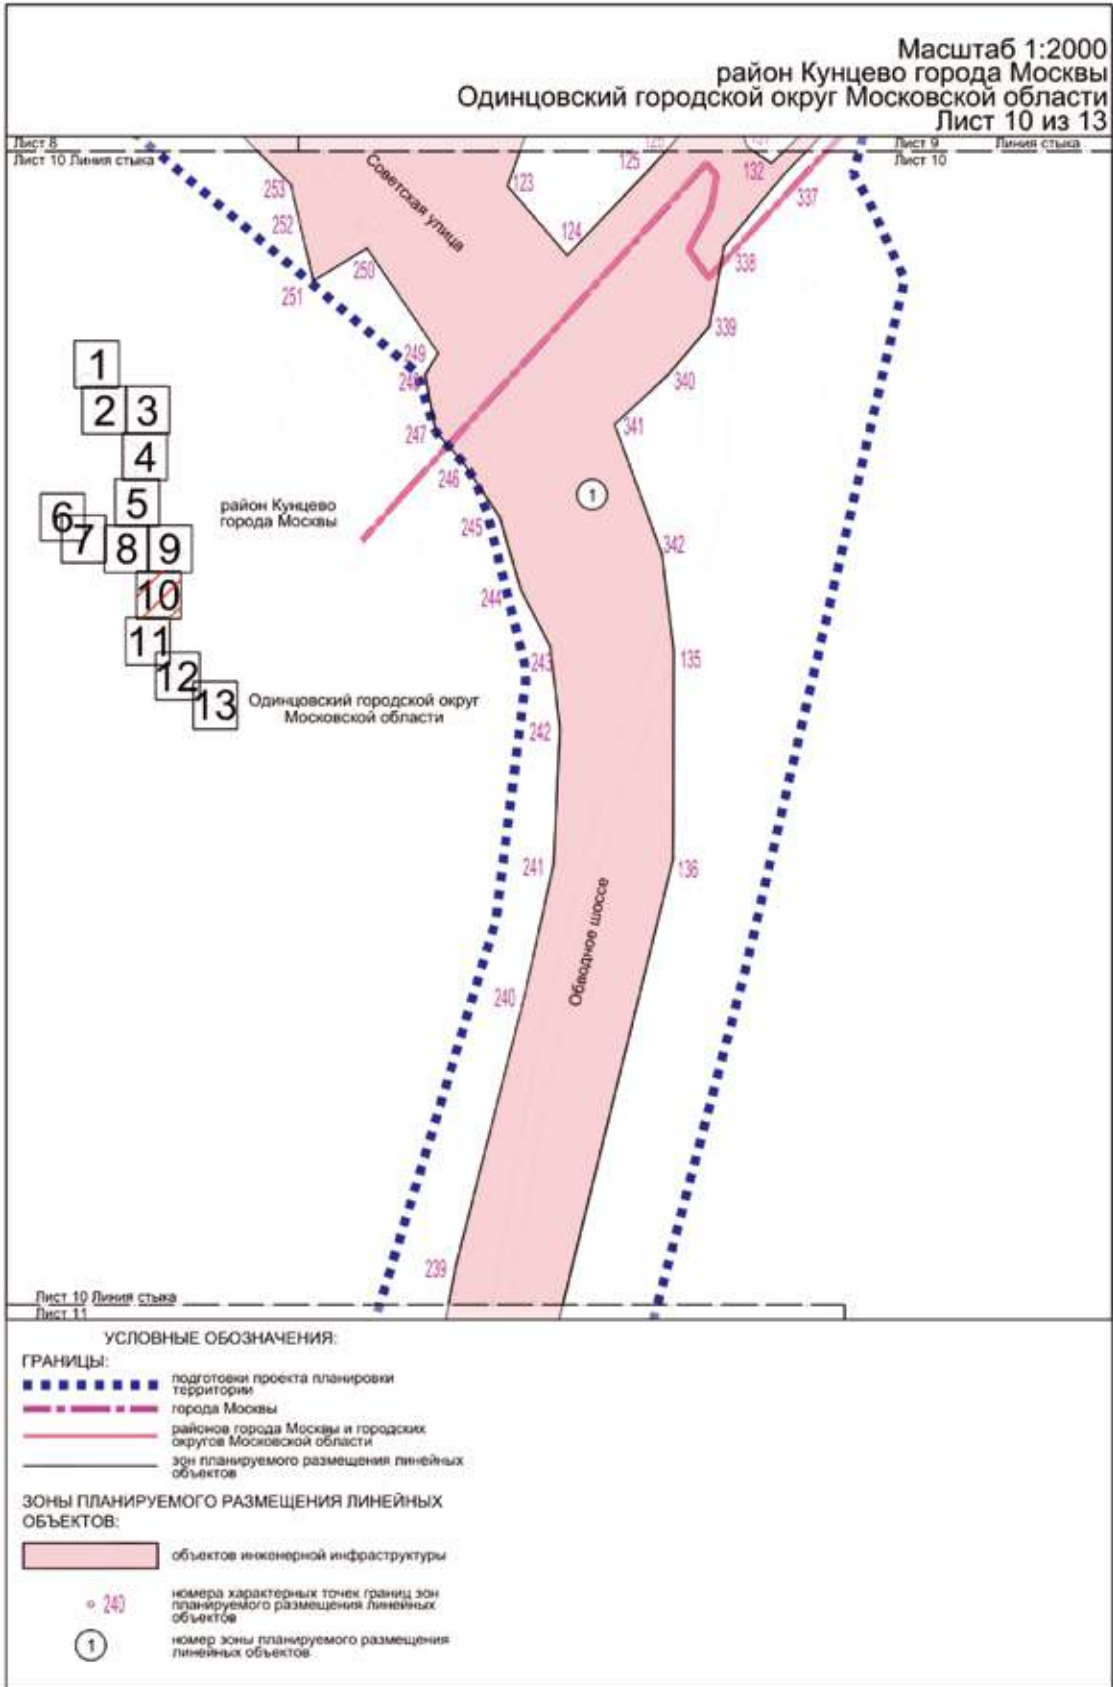 Масштаб 1:2000
район Кунцево города Москвы
Одинцовский городской округ Московской области
Лист 10 из 13
Лист 8
Лист 10 Линия стыка
Лист 9 Линия стыка
Лист 10
Советская улица
253
252
251
250
249
248
247
246
245
244
243
242
241
240
239
123
124
125
126
132
337
338
339
340
341
342
135
136
1
1
2
3
4
5
6
7
8
9
10
11
12
13
район Кунцево
города Москвы
Одинцовский городской округ
Московской области
Обводное шоссе
Лист 10 Линия стыка
Лист 11
УСЛОВНЫЕ ОБОЗНАЧЕНИЯ:
ГРАНИЦЫ:
подготовки проекта планировки
территории
города Москвы
районов города Москвы и городских
округов Московской области
зон планируемого размещения линейных
объектов
ЗОНЫ ПЛАНИРУЕМОГО РАЗМЕЩЕНИЯ ЛИНЕЙНЫХ
ОБЪЕКТОВ:
объектов инженерной инфраструктуры
240
номера характерных точек границ зон
планируемого размещения линейных
объектов
1
номер зоны планируемого размещения
линейных объектов